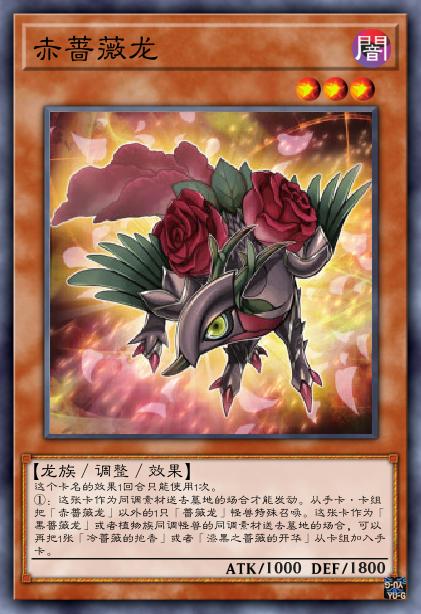 赤蔷薇龙
闇
【龙族／调整／效果】
这个卡名的效果1回合只能使用1次。
①：这张卡作为同调素材送去墓地的场合才能发动。从手卡·卡组
把「赤蔷薇龙」以外的1只「蔷薇」怪兽特殊召唤。这张卡作为「
黑蔷薇龙」或者植物族同调怪兽的同调素材送去墓地的场合，可以
再把1张「冷蔷薇的抱香」或者「漆黑之蔷薇的开华」从卡组加入手
卡。
ATK/1000 DEF/1800